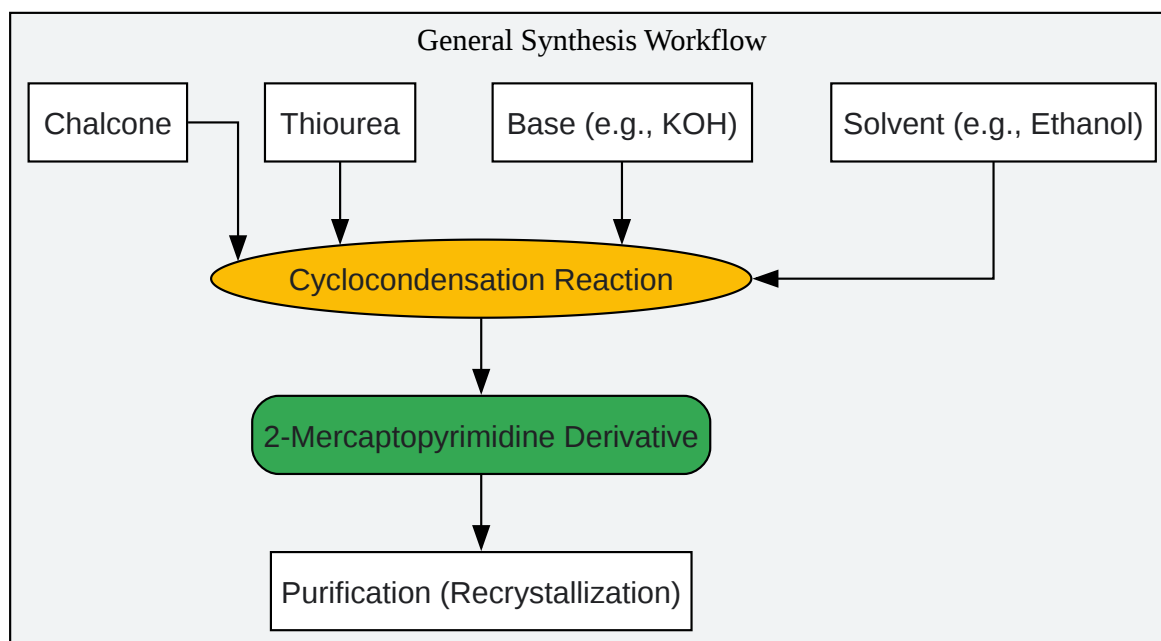 General Synthesis Workflow
Chalcone
Thiourea
Base (e.g., KOH)
Solvent (e.g., Ethanol)
Cyclocondensation Reaction
2-Mercaptopyrimidine Derivative
Purification (Recrystallization)